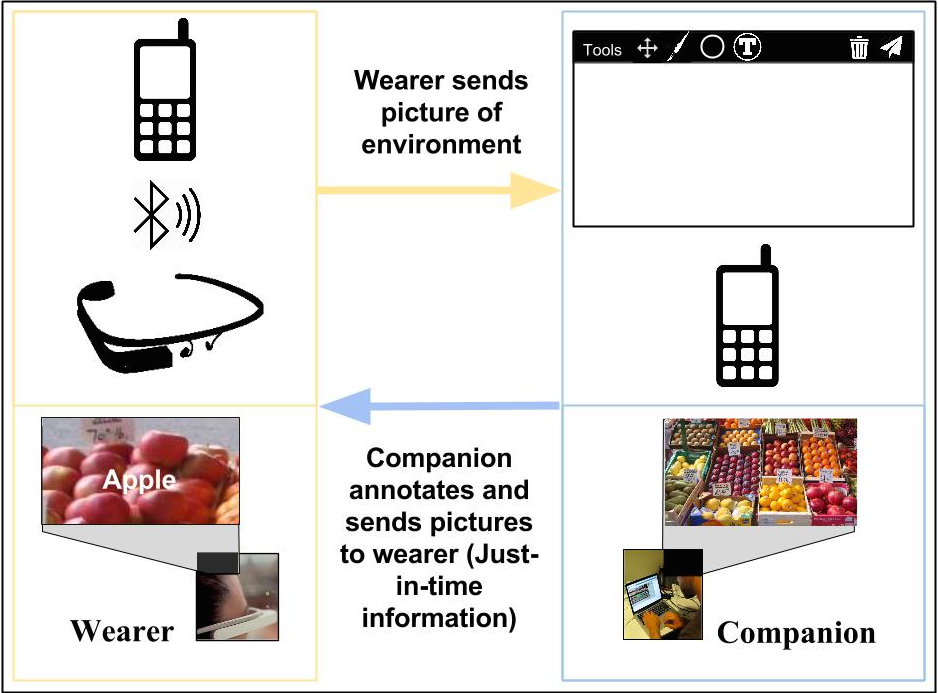 Wearer sends
picture of
environment
Tools
T
Companion
annotates and
sends pictures
to wearer (Just-
in-time
information)
Apple
Wearer
Companion